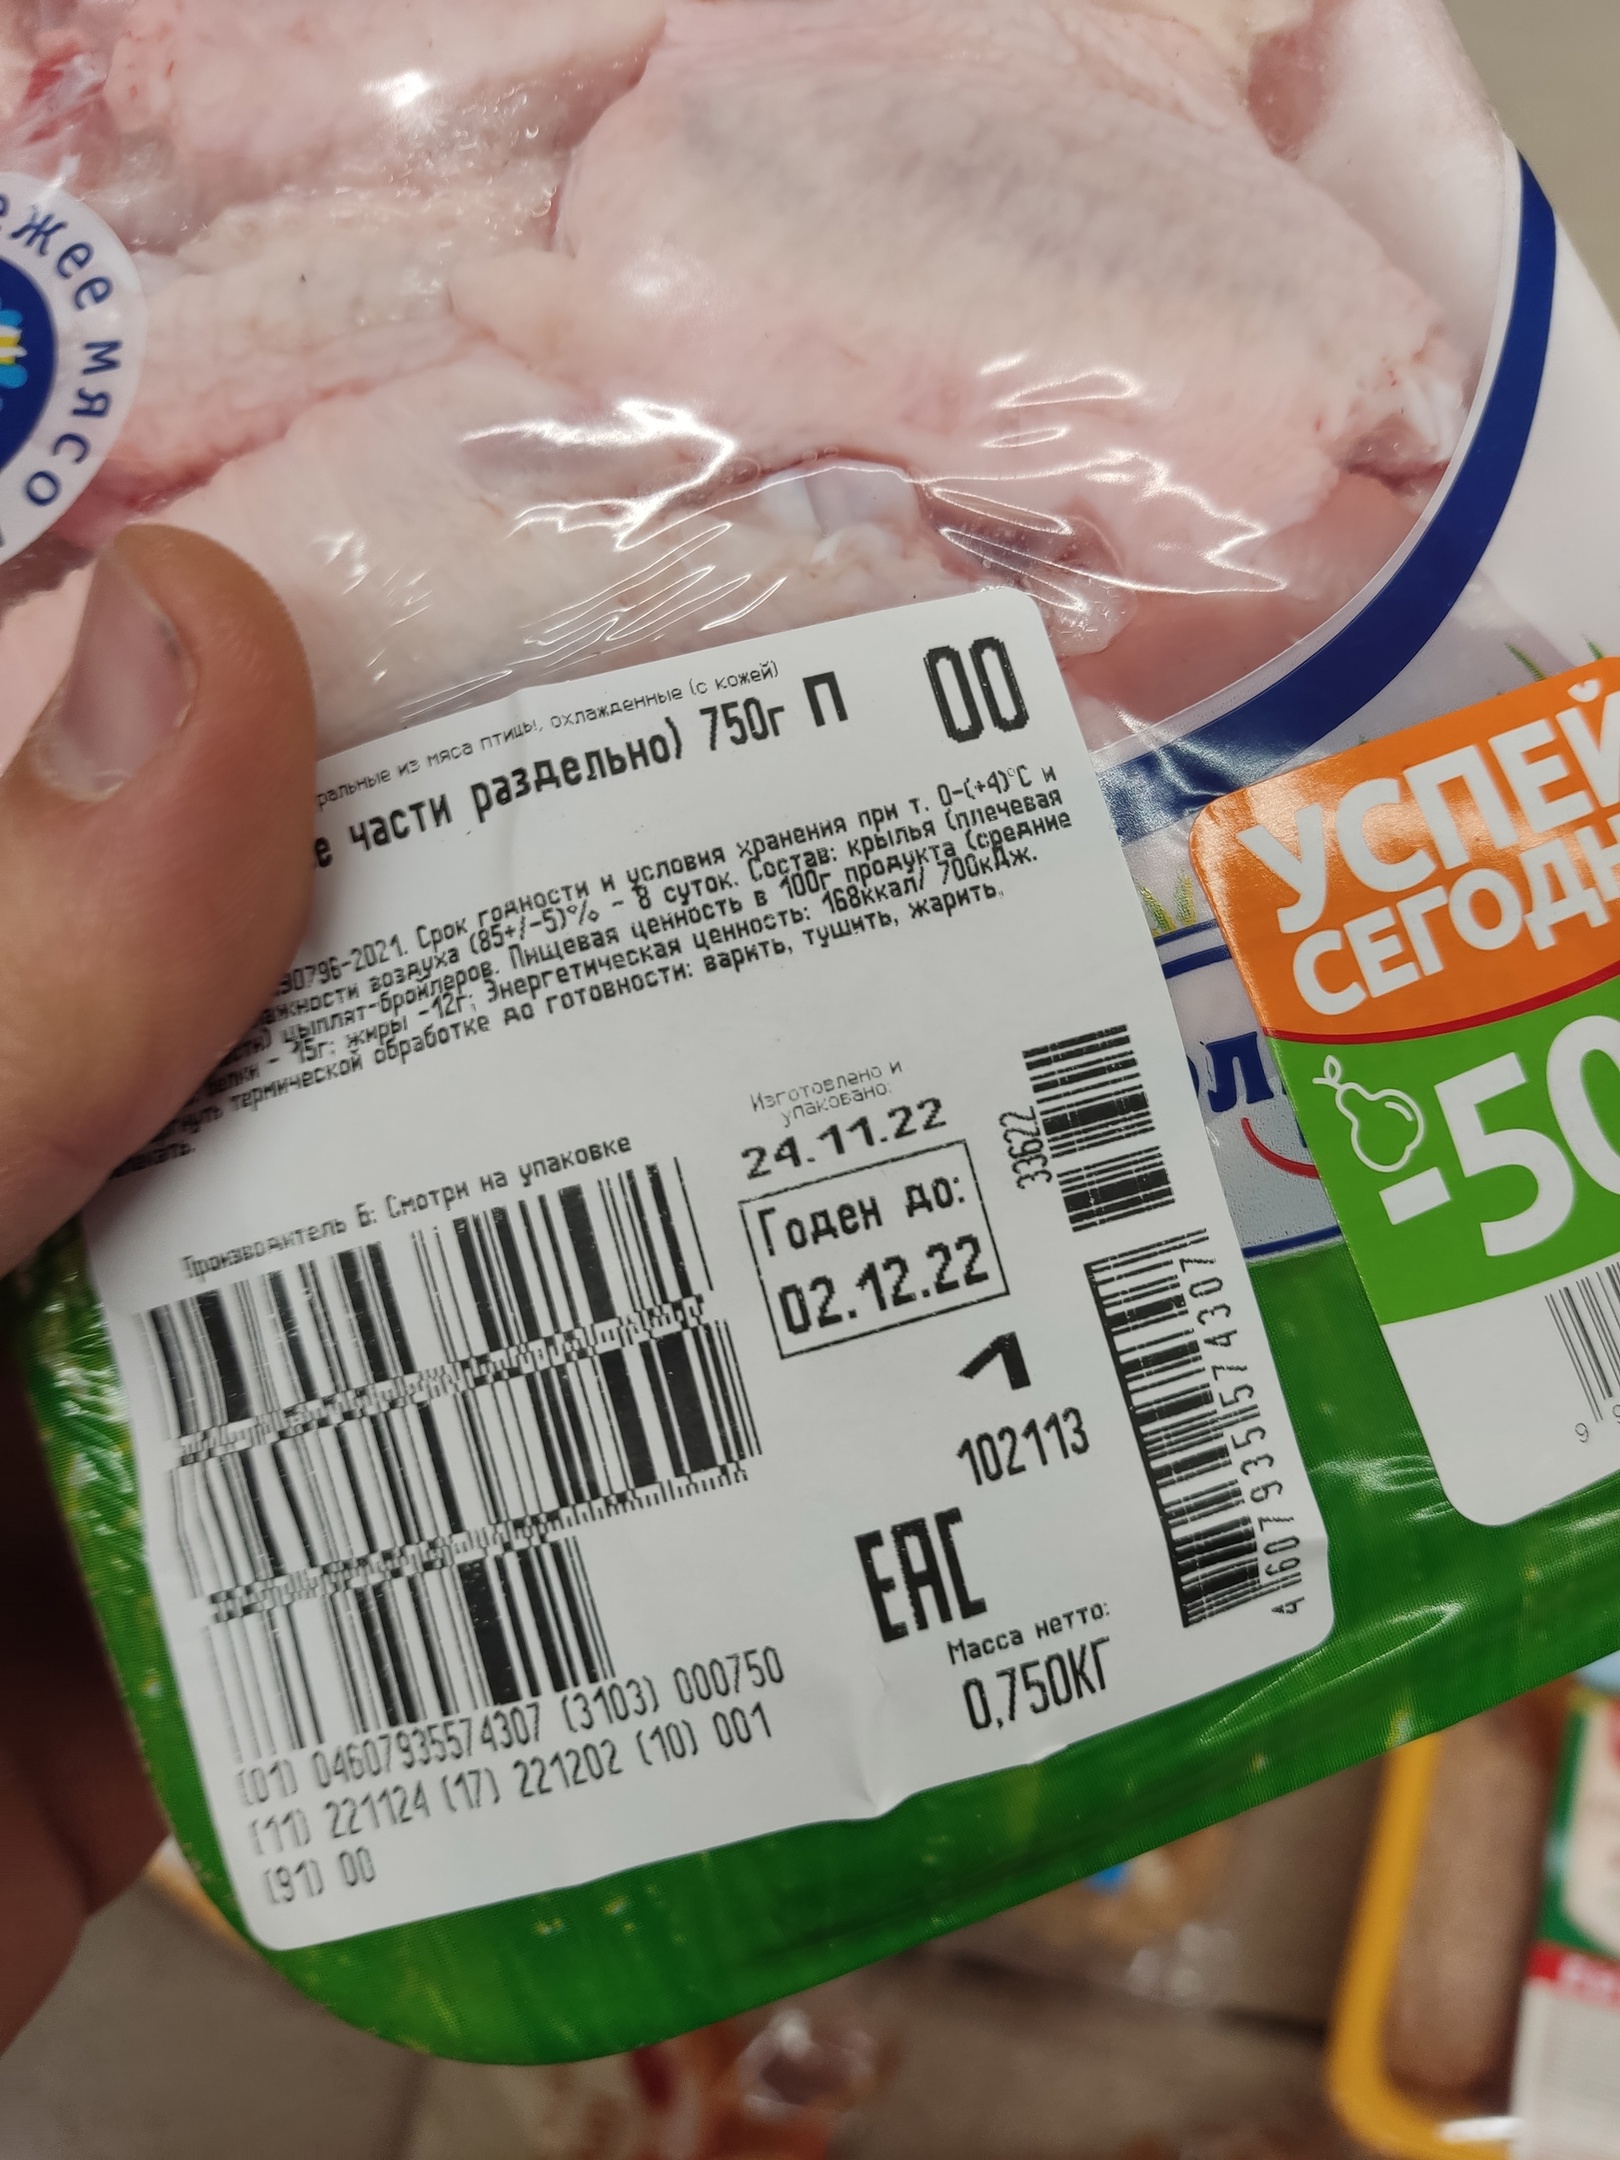 жее мясо
ральные из мяса птицы, охлажденные (с кожей)
е части раздельно) 750г П 00
90796-2021. Срок годности и условия хранения при т. 0-(+4)°С и
воздуха (85+/-5)% - 8 суток. Состав: крылья (плечевая
цыплят-бройлеров. Пищевая ценность в 100г продукта (средние
белки - 15г; жиры -12г; Энергетическая ценность: 168ккал/ 700кДж.
термической обработке до готовности: варить, тушить, жарить,
Производитель Б: Смотри на упаковке
Изготовлено и
упаковано:
24.11.22
Годен до:
02.12.22
33622
1
102113
4607935574307
EAC
Масса нетто:
0,750КГ
(01) 04607935574307 (3103) 000750
(11) 221124 (17) 221202 (10) 001
(91) 00
УСПЕЙ
СЕГОДН
-50
9